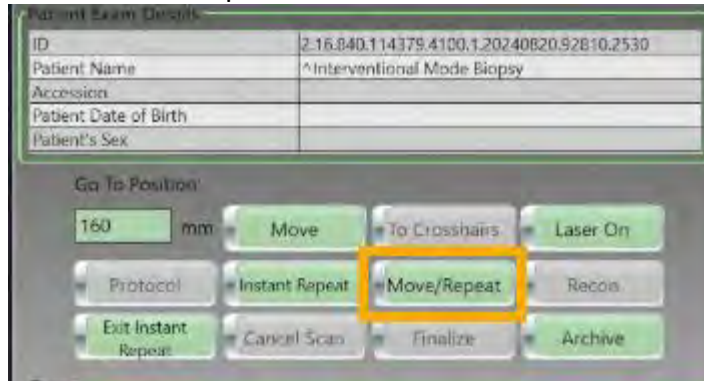 Patient Exam Details
ID 2.16.840.114379.4100.1.20240820.92810.2530
Patient Name ^Interventional Mode Biopsy
Accession
Patient Date of Birth
Patient's Sex
Go To Position
160 mm Move To Crosshairs Laser On
Protocol Instant Repeat Move/Repeat Recon
Exit Instant
Repeat Cancel Scan Finalize Archive